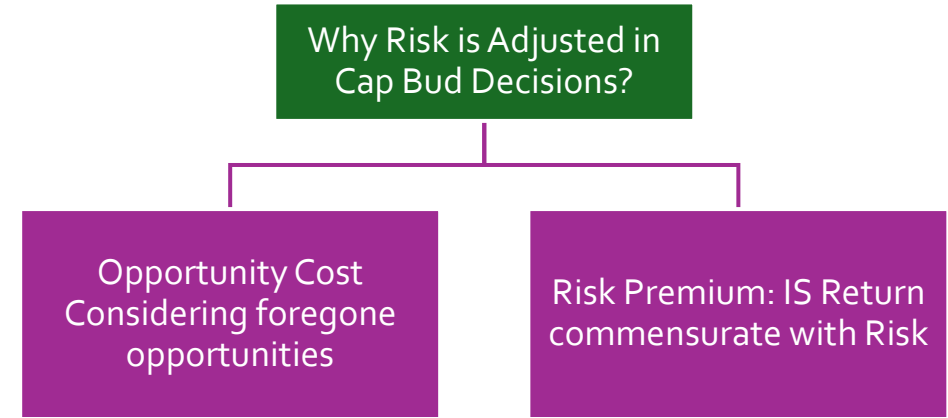 Why Risk is Adjusted in
Cap Bud Decisions?
Opportunity Cost
Considering foregone
opportunities
Risk Premium: IS Return
commensurate with Risk